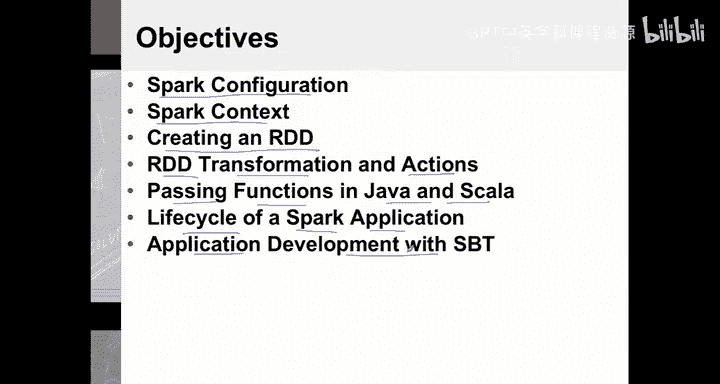 Objectives
bilibili
• Spark Configuration
• Spark Context
• Creating an RDD
• RDD Transformation and Actions
• Passing Functions in Java and Scala
• Lifecycle of a Spark Application
• Application Development with SBT